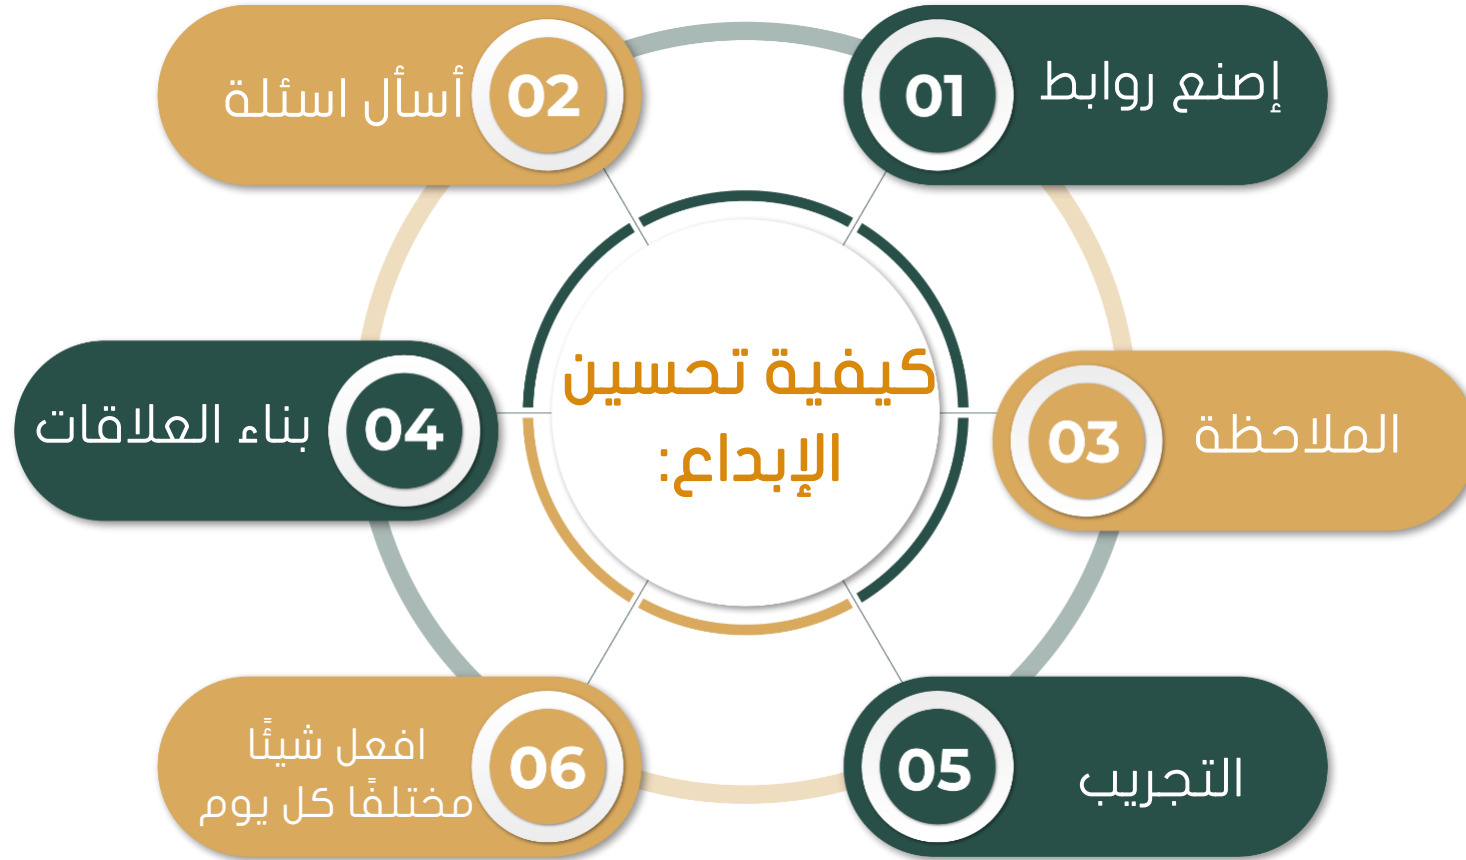 كيفية تحسين
الإبداع:
01
إصنع روابط
02
أسأل اسئلة
03
الملاحظة
04
بناء العلاقات
05
التجريب
06
افعل شيئًا
مختلفًا كل يوم